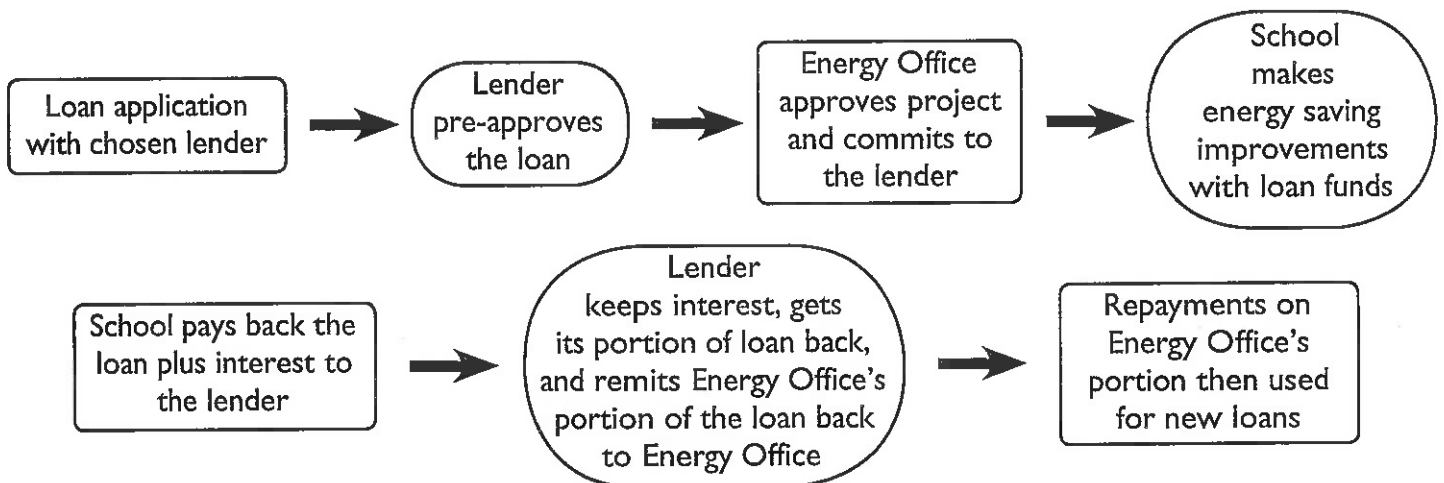 Loan application
with chosen lender
Lender
pre-approves
the loan
Energy Office
approves project
and commits to
the lender
School
makes
energy saving
improvements
with loan funds
School pays back the
loan plus interest to
the lender
Lender
keeps interest, gets
its portion of loan back,
and remits Energy Office's
portion of the loan back
to Energy Office
Repayments on
Energy Office's
portion then used
for new loans